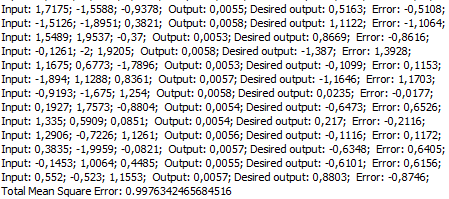 Input: 1,7175; -1,5588; -0,9378; Output: 0,0055; Desired output: 0,5163; Error: -0,5108;
Input: -1,5126; -1,8951; 0,3821; Output: 0,0058; Desired output: 1,1122; Error: -1,1064;
Input: 1,5489; 1,9537; -0,37; Output: 0,0053; Desired output: 0,8669; Error: -0,8616;
Input: -0,1261; -2; 1,9205; Output: 0,0058; Desired output: -1,387; Error: 1,3928;
Input: 1,1675; 0,6773; -1,7896; Output: 0,0053; Desired output: -0,1099; Error: 0,1153;
Input: -1,894; 1,1288; 0,8361; Output: 0,0057; Desired output: -1,1646; Error: 1,1703;
Input: -0,9193; -1,675; 1,254; Output: 0,0058; Desired output: 0,0235; Error: -0,0177;
Input: 0,1927; 1,7573; -0,8804; Output: 0,0054; Desired output: -0,6473; Error: 0,6526;
Input: 1,335; 0,5909; 0,0851; Output: 0,0054; Desired output: 0,217; Error: -0,2116;
Input: 1,2906; -0,7226; 1,1261; Output: 0,0056; Desired output: -0,1116; Error: 0,1172;
Input: 0,3835; -1,9959; -0,0821; Output: 0,0057; Desired output: -0,6348; Error: 0,6405;
Input: -0,1453; 1,0064; 0,4485; Output: 0,0055; Desired output: -0,6101; Error: 0,6156;
Input: 0,552; -0,523; 1,1553; Output: 0,0057; Desired output: 0,8803; Error: -0,8746;
Total Mean Square Error: 0.9976342465684516